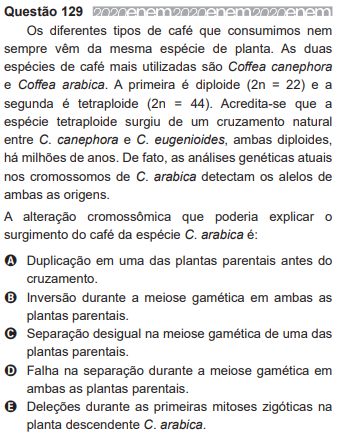 Questão 129 2020enem2020enem2020enem
Os diferentes tipos de café que consumimos nem
sempre vêm da mesma espécie de planta. As duas
espécies de café mais utilizadas são Coffea canephora
e Coffea arabica. A primeira é diploide (2n = 22) e a
segunda é tetraploide (2n = 44). Acredita-se que a
espécie tetraploide surgiu de um cruzamento natural
entre C. canephora e C. eugenioides, ambas diploides,
há milhões de anos. De fato, as análises genéticas atuais
nos cromossomos de C. arabica detectam os alelos de
ambas as origens.
A alteração cromossômica que poderia explicar o
surgimento do café da espécie C. arabica é:
A Duplicação em uma das plantas parentais antes do
cruzamento.
B Inversão durante a meiose gamética em ambas as
plantas parentais.
C Separação desigual na meiose gamética de uma das
plantas parentais.
D Falha na separação durante a meiose gamética em
ambas as plantas parentais.
E Deleções durante as primeiras mitoses zigóticas na
planta descendente C. arabica.